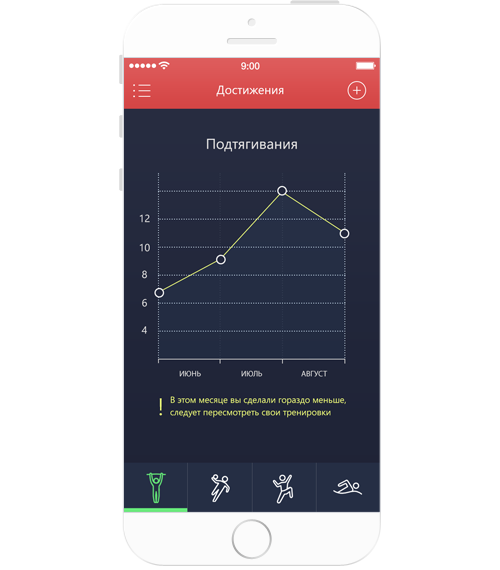 9:00
Достижения
Подтягивания
12
10
8
6
4
ИЮНЬ ИЮЛЬ АВГУСТ
! В этом месяце вы сделали гораздо меньше,
следует пересмотреть свои тренировки